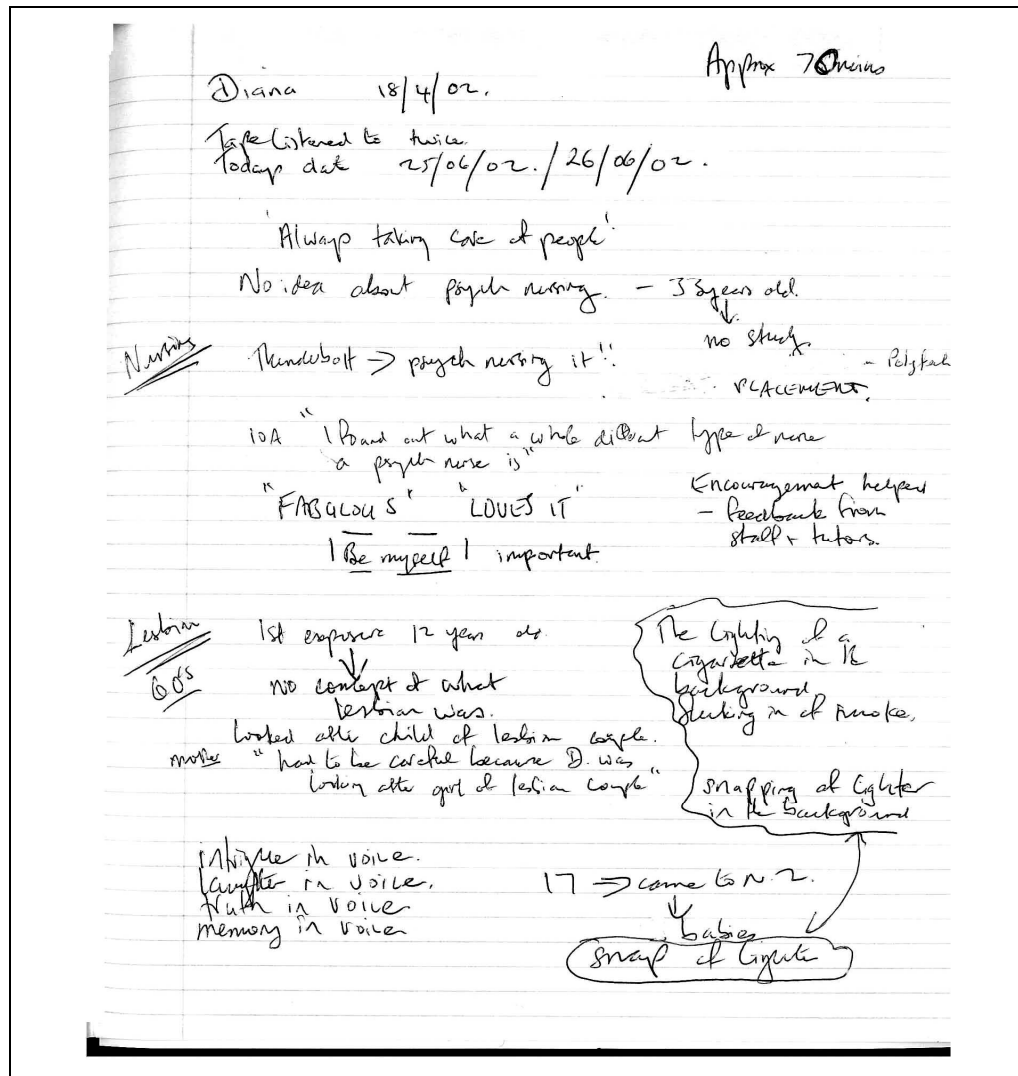 Approx 70mins
Diana 18/4/02.
Tape listened to twice.
Todays dat 25/06/02. / 26/06/02.
'Always taking care of people'
No idea about psych nursing. - 33 years old.
no study.
Nursing
Thunderbolt → psych nursing it!!
- Polytech
PLACEMENT.
"I found out what a whole different type of nurse
a psych nurse is"
"FABULOUS" "LOVES IT"
Encouragement helped
- feedback from
staff + tutors.
| Be myself | important.
Lesbian
60's
1st exposure 12 years old.
No concept of what
lesbian was.
Looked after child of lesbian couple.
mother "had to be careful because D. was
looking after girl of lesbian couple"
The lighting of a
cigarette in the
background
Sucking in of smoke,
snapping of lighter
in the background
intrigue in voice.
laughter in voice.
truth in voice
memory in voice
17 → came to N.Z.
babies
snap of lighter